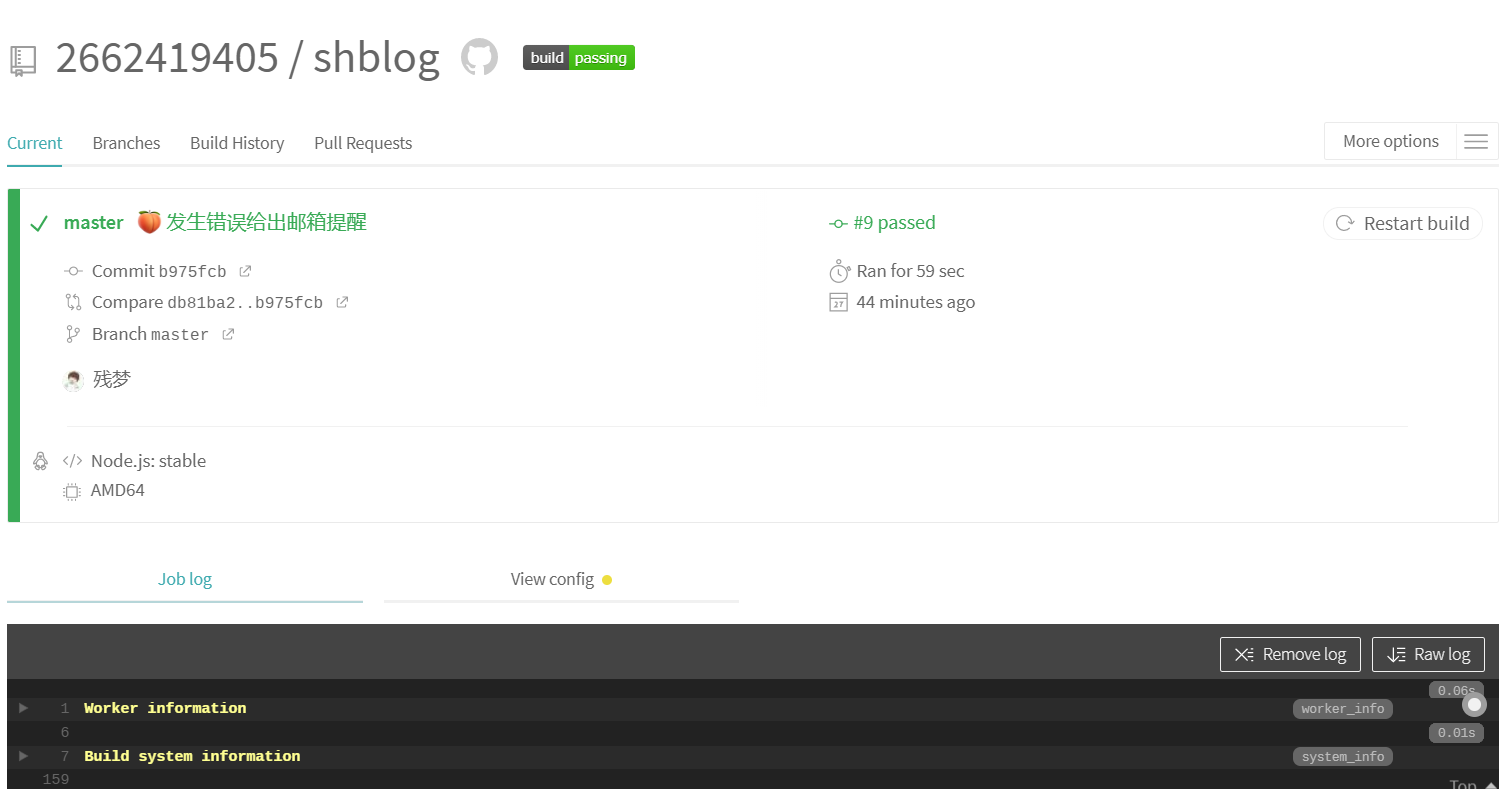 2662419405 / shblog build passing
Current Branches Build History Pull Requests More options
master 🍑 发生错误给出邮箱提醒 #9 passed Restart build
Commit b975fcb Ran for 59 sec
Compare db81ba2..b975fcb 27 44 minutes ago
Branch master
残梦
</> Node.js: stable
AMD64
Job log View config
Remove log Raw log
0.06s
1 Worker information worker_info
6 0.01s
7 Build system information system_info
159
Top